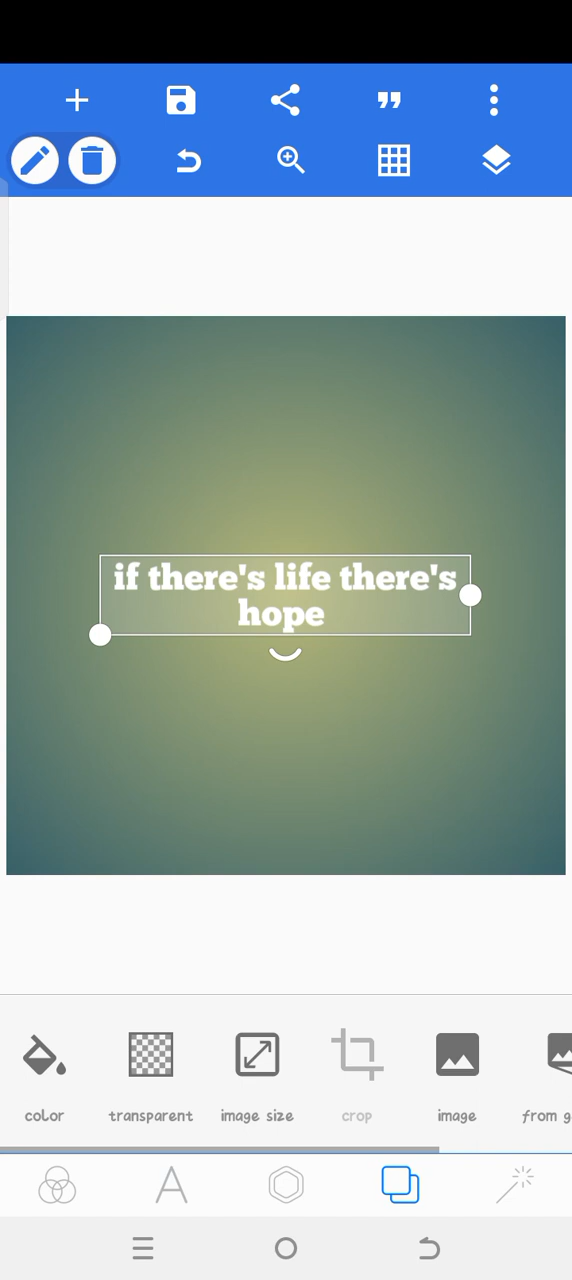 if there's life there's
hope
color
transparent
image size
crop
image
from g